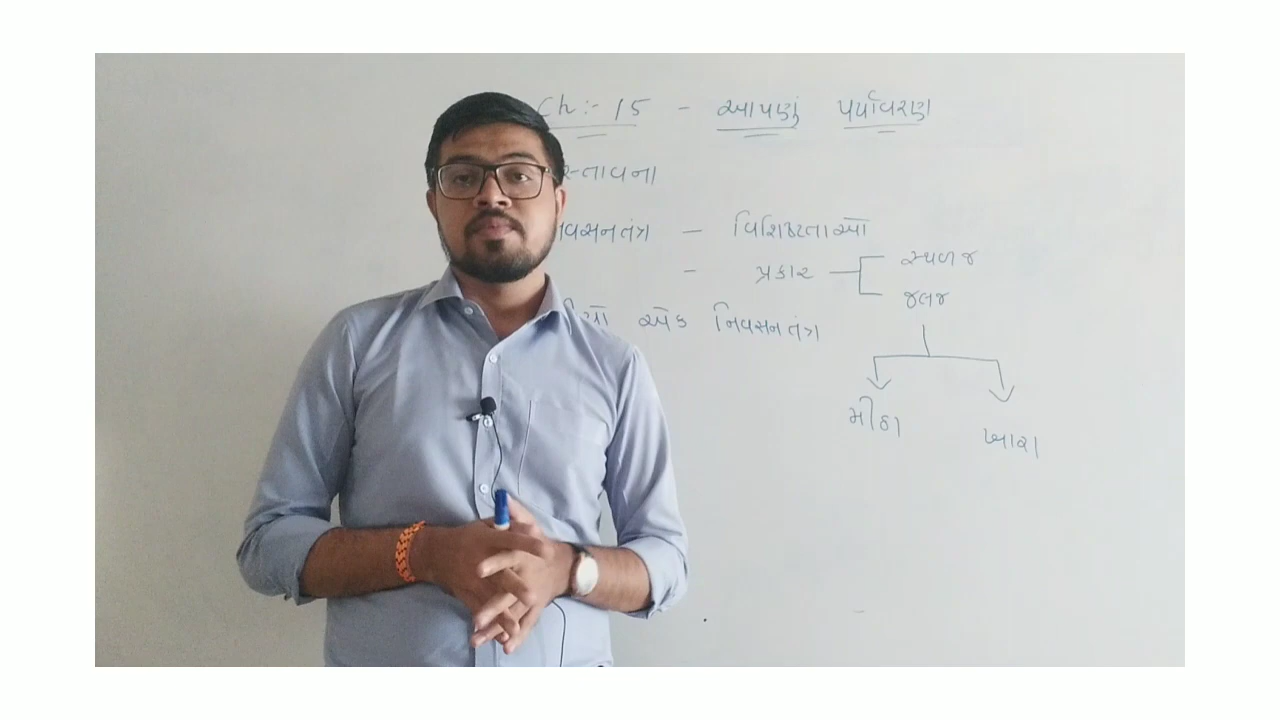 Ch:- 15 - આપણું પર્યાવરણ
સ્તાવના
વસનતંત્ર - વિશિષ્ટતાઓ
- પ્રકાર સ્થળજ
જલજ
એક નિવસનતંત્ર
મીઠા
ખારા